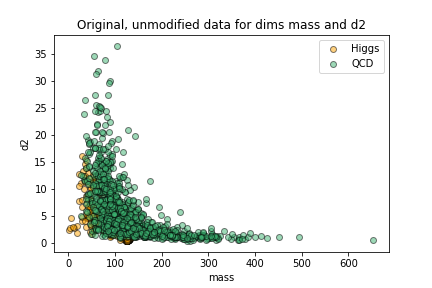 Original, unmodified data for dims mass and d2
Higgs
QCD
35
30
25
20
15
10
5
0
d2
0 100 200 300 400 500 600
mass